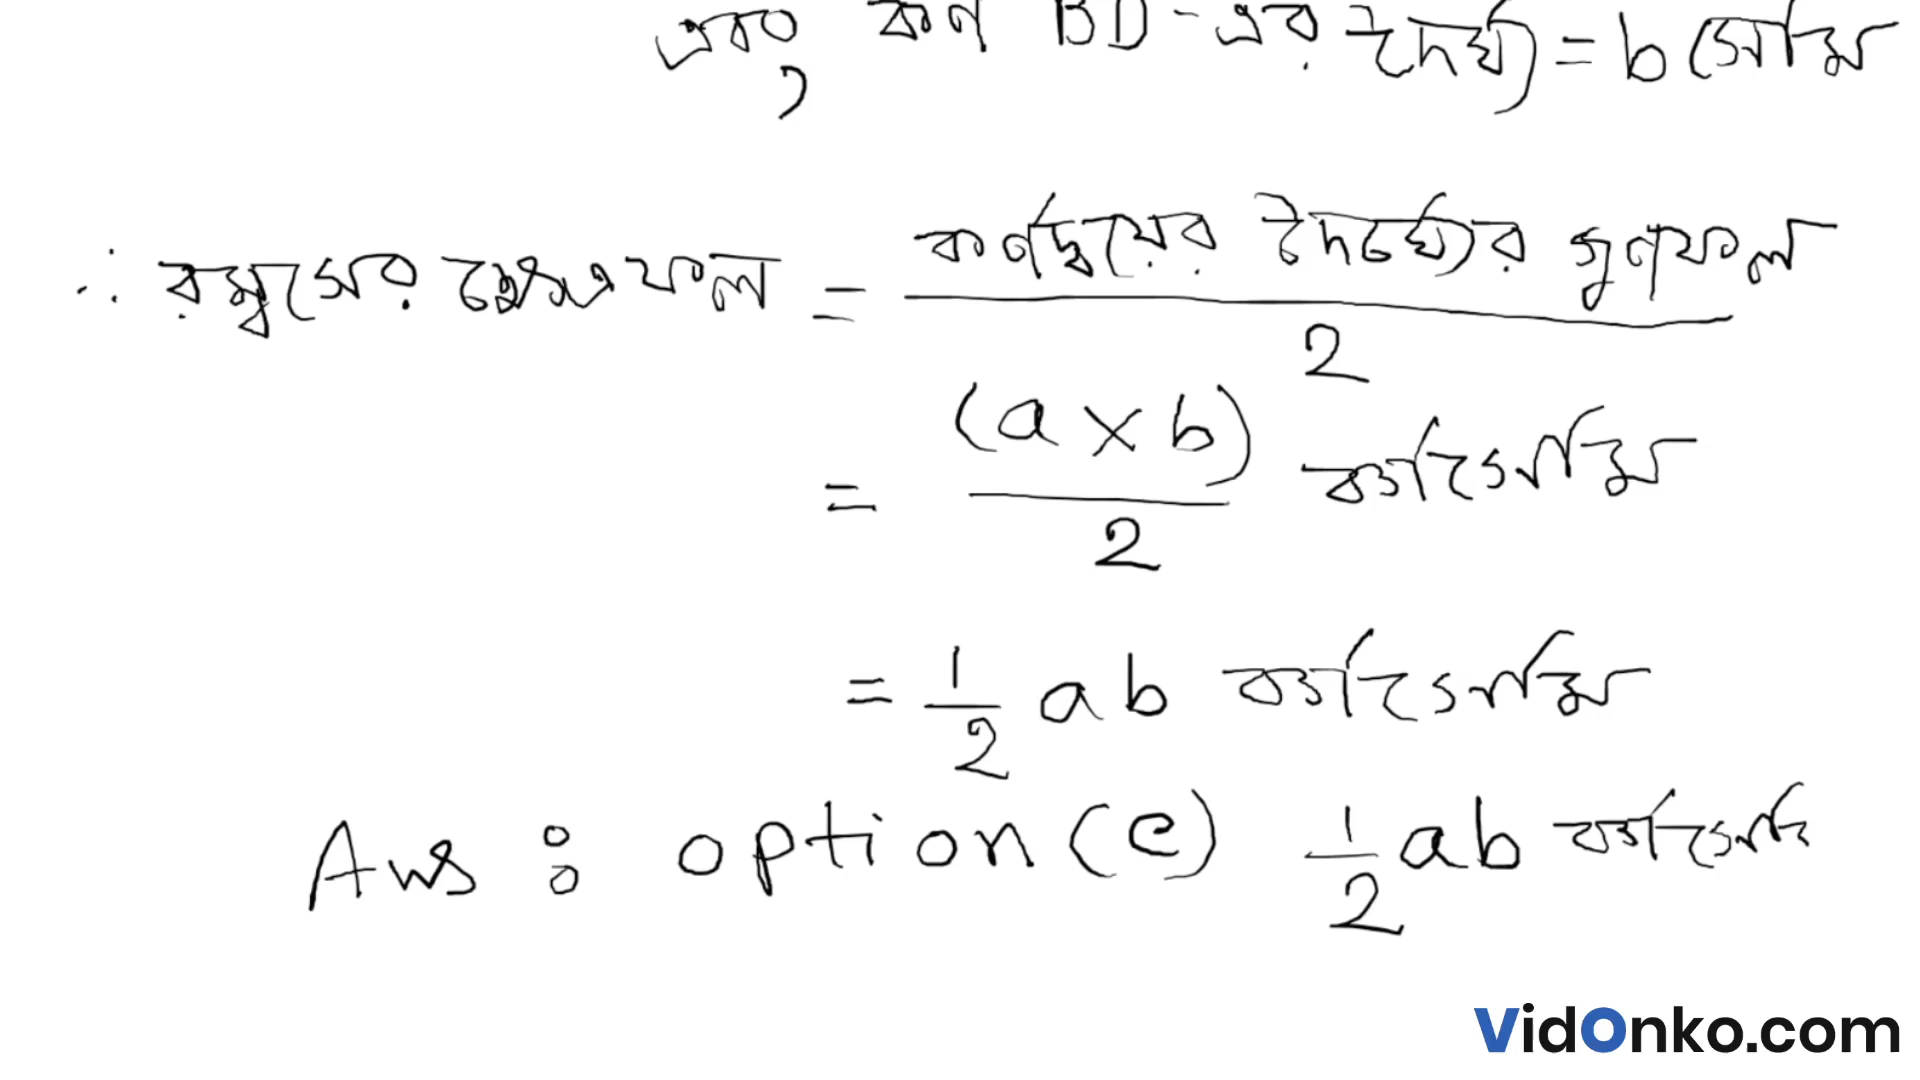 এবং, কর্ণ BD-এর দৈর্ঘ্য = b সেমি
∴ রম্বসের ক্ষেত্রফল = কর্ণদ্বয়ের দৈর্ঘ্যের গুণফল / 2
= (a × b) / 2 বর্গসেমি
= 1/2 ab বর্গসেমি
Ans : option (c) 1/2 ab বর্গসেমি
VidOnko.com